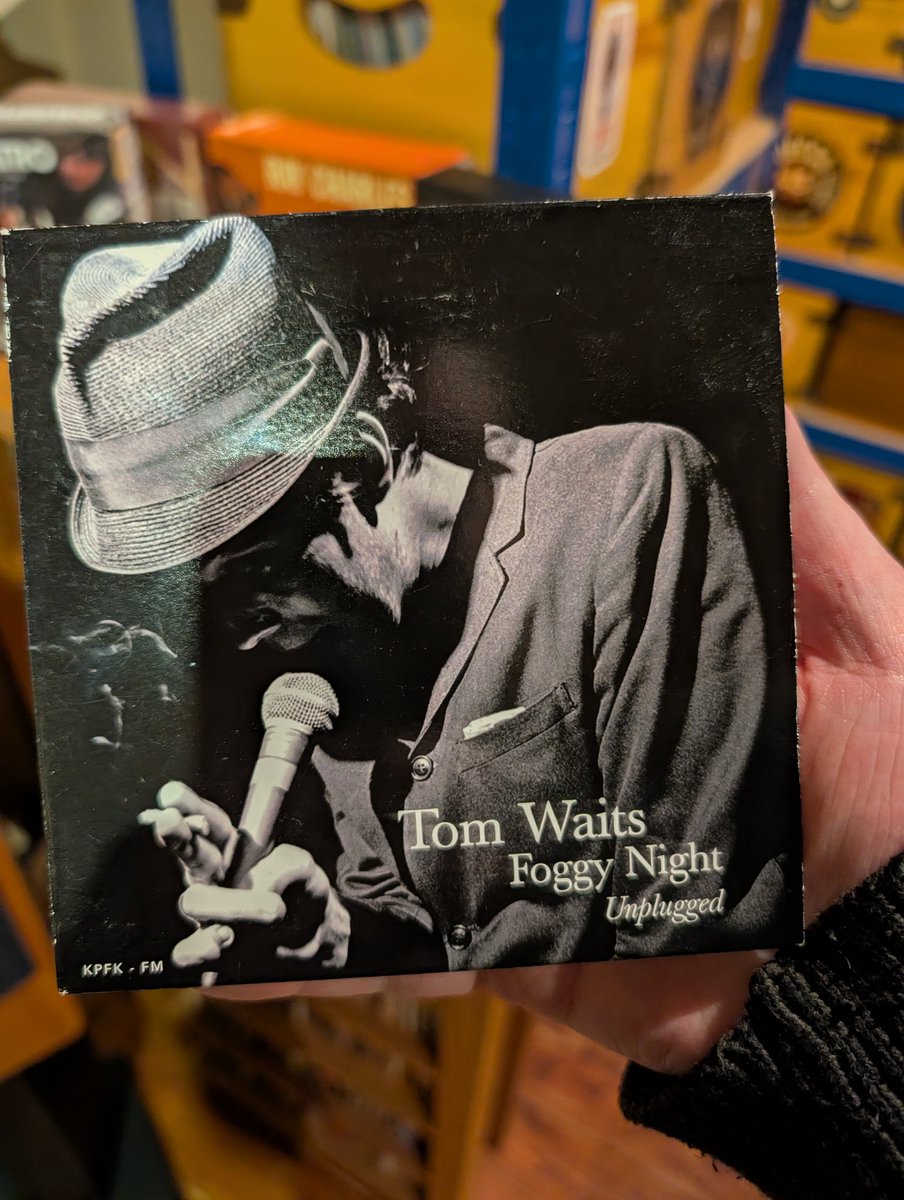 Tom Waits
Foggy Night
Unplugged
KPFK - FM